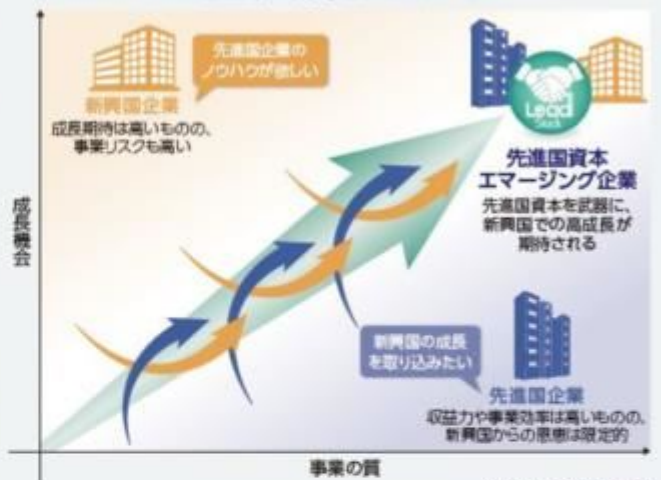 先進国企業の
ノウハウが欲しい
新興国企業
成長期待は高いものの、
事業リスクも高い
Lead
Stock
先進国資本
エマージング企業
先進国資本を武器に、
新興国での高成長が
期待される
成長機会
新興国の成長
を取り込みたい
先進国企業
収益力や事業効率は高いものの、
新興国からの恩恵は限定的
事業の質